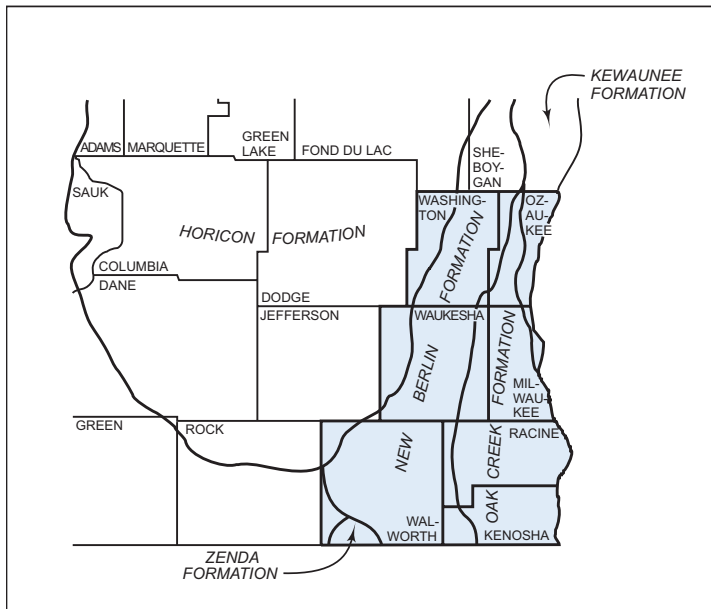 KEWAUNEE
FORMATION
ADAMS
MARQUETTE
GREEN
LAKE
FOND DU LAC
SHE-
BOY-
GAN
SAUK
WASHING-
TON
OZ-
AU-
KEE
HORICON FORMATION
FORMATION
COLUMBIA
DANE
DODGE
JEFFERSON
WAUKESHA
BERLIN
FORMATION
MIL-
WAU-
KEE
GREEN
ROCK
NEW
CREEK
RACINE
OAK
WAL-
WORTH
KENOSHA
ZENDA
FORMATION